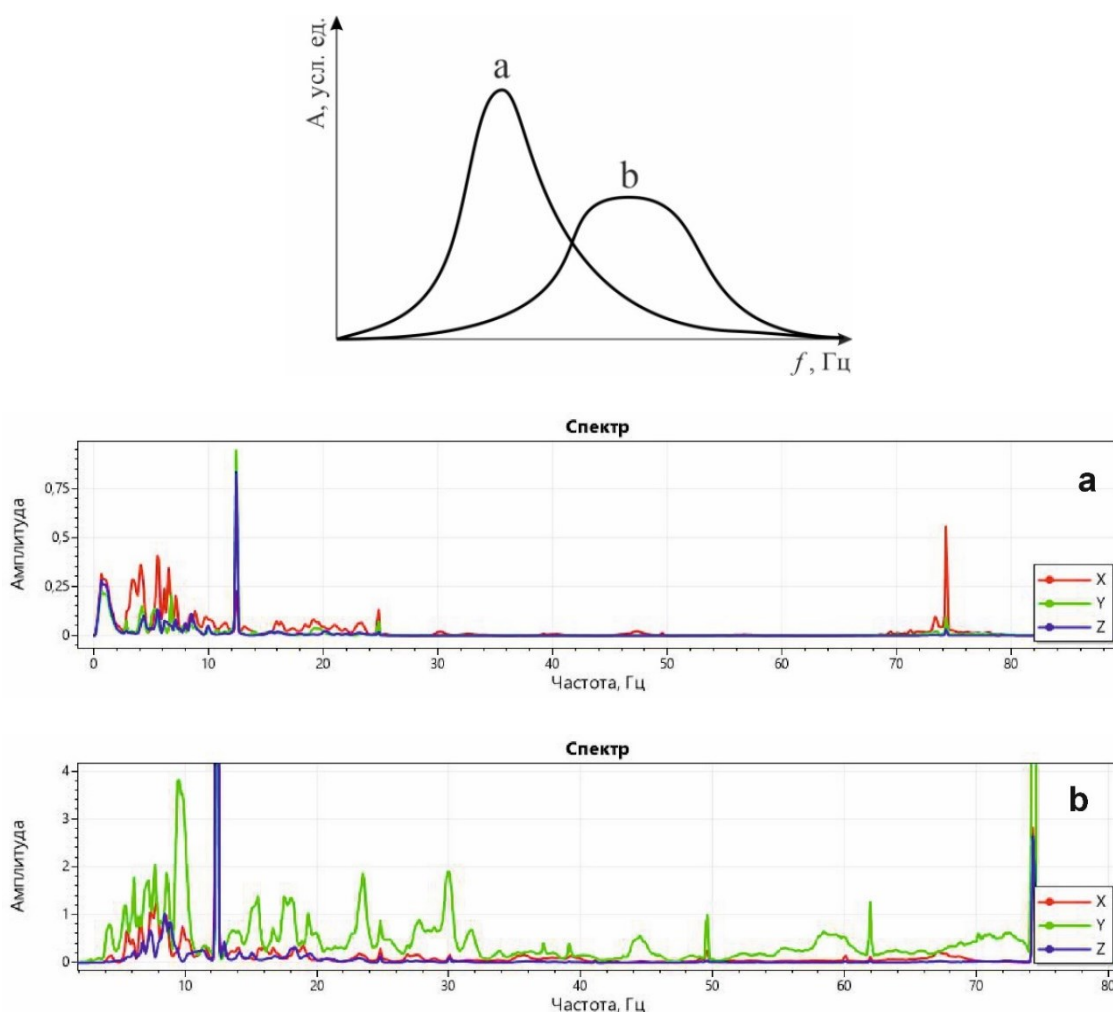 А, усл. ед.
a
b
f, Гц
Спектр
a
Амплитуда
0,75
0,5
0,25
0
0 10 20 30 40 50 60 70 80
Частота, Гц
X
Y
Z
Спектр
b
Амплитуда
4
3
2
1
0
10 20 30 40 50 60 70 80
Частота, Гц
X
Y
Z